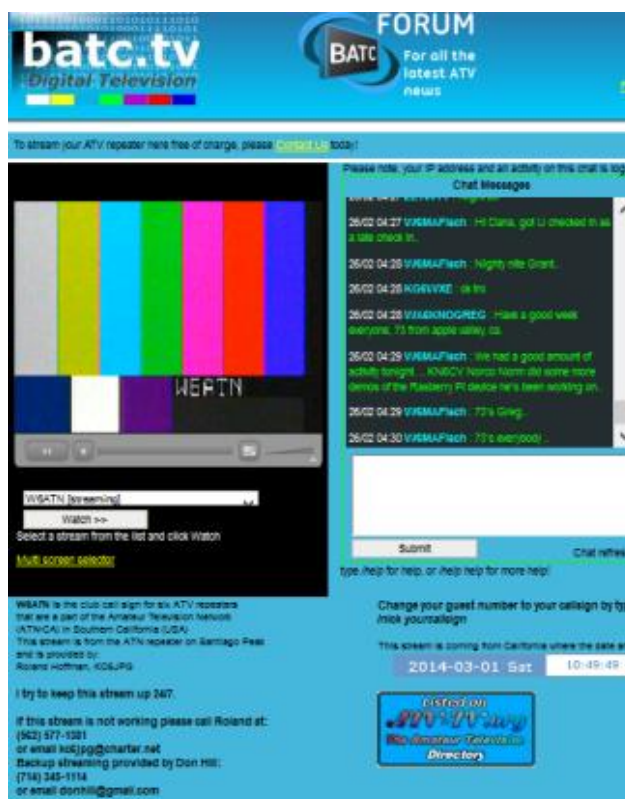 batc.tv
Digital Television
FORUM
BATC
For all the
latest ATV
news
To stream your ATV repeater here free of charge, please Contact Us today!
Please note, your IP address and all activity on this chat is log
Chat Messages
26/02 04:27 W6MAFlech : Hi Dana, got U checked in as
a late check in..
26/02 04:28 W6MAFlech : Nighty nite Grant..
26/02 04:28 KG6VXE : ok tnx
26/02 04:28 WA6KNOGREG : Have a good week
everyone, 73 from apple valley, ca.
26/02 04:29 W6MAFlech : We had a good amount of
activity tonight ... KN6CV Norco Norm did some more
demos of the Rasberry PI device he's been working on..
26/02 04:29 W6MAFlech : 73's Greg..
26/02 04:30 W6MAFlech : 73's everybody ..
W6ATN
W6ATN [streaming]
Watch >>
Select a stream from the list and click Watch
Multi screen selector
Submit
Chat refres
type /help for help, or /help help for more help!
W6ATN is the club call sign for six ATV repeaters
that are a part of the Amateur Television Network
(ATN-CA) in Southern California (USA)
This stream is from the ATN repeater on Santiago Peak
and is provided by:
Roland Hoffman, KC6JPG
I try to keep this stream up 24/7.
If this stream is not working please call Roland at:
(562) 577-1581
or email kc6jpg@charter.net
Backup streaming provided by Don Hill:
(714) 345-1114
or email donhill@gmail.com
Change your guest number to your callsign by typ
/nick yourcallsign
This stream is coming from California where the date an
2014-03-01 Sat 10:49:49
Listed on
The Amateur Television
Directory